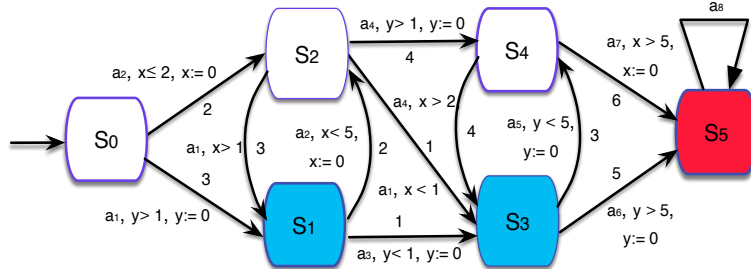 a₈
a₄, y> 1, y:= 0
a₇, x > 5,
x:= 0
S₂
4
S₄
a₂, x≤ 2, x:= 0
a₄, x > 2
6
2
a₅, y < 5,
y:= 0
S₀
a₁, x> 1
3
a₂, x< 5,
x:= 0
2
1
4
3
S₅
3
a₁, x < 1
5
a₁, y> 1, y:= 0
S₁
1
S₃
a₆, y > 5,
y:= 0
a₃, y< 1, y:= 0